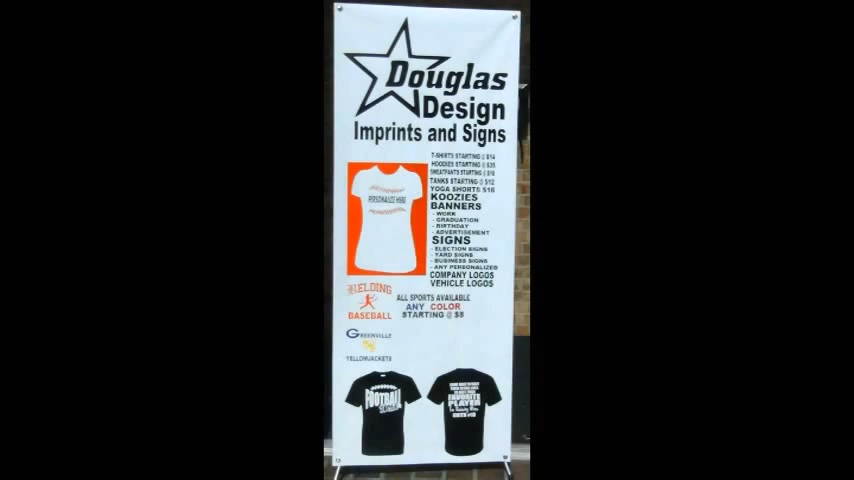 Douglas
Design
Imprints and Signs
T-SHIRTS STARTING @ $14
HOODIES STARTING @ $25
SWEATPANTS STARTING @ $18
TANKS STARTING @ $12
YOGA SHORTS $16
KOOZIES
BANNERS
- WORK
- GRADUATION
- BIRTHDAY
- ADVERTISEMENT
SIGNS
- ELECTION SIGNS
- YARD SIGNS
- BUSINESS SIGNS
- ANY PERSONALIZED
COMPANY LOGOS
VEHICLE LOGOS
PERSONALIZE HERE
BELDING
BASEBALL
ALL SPORTS AVAILABLE
ANY COLOR
STARTING @ $8
GREENVILLE
YELLOWJACKETS
FOOTBALL
FAVORITE
PLAYER